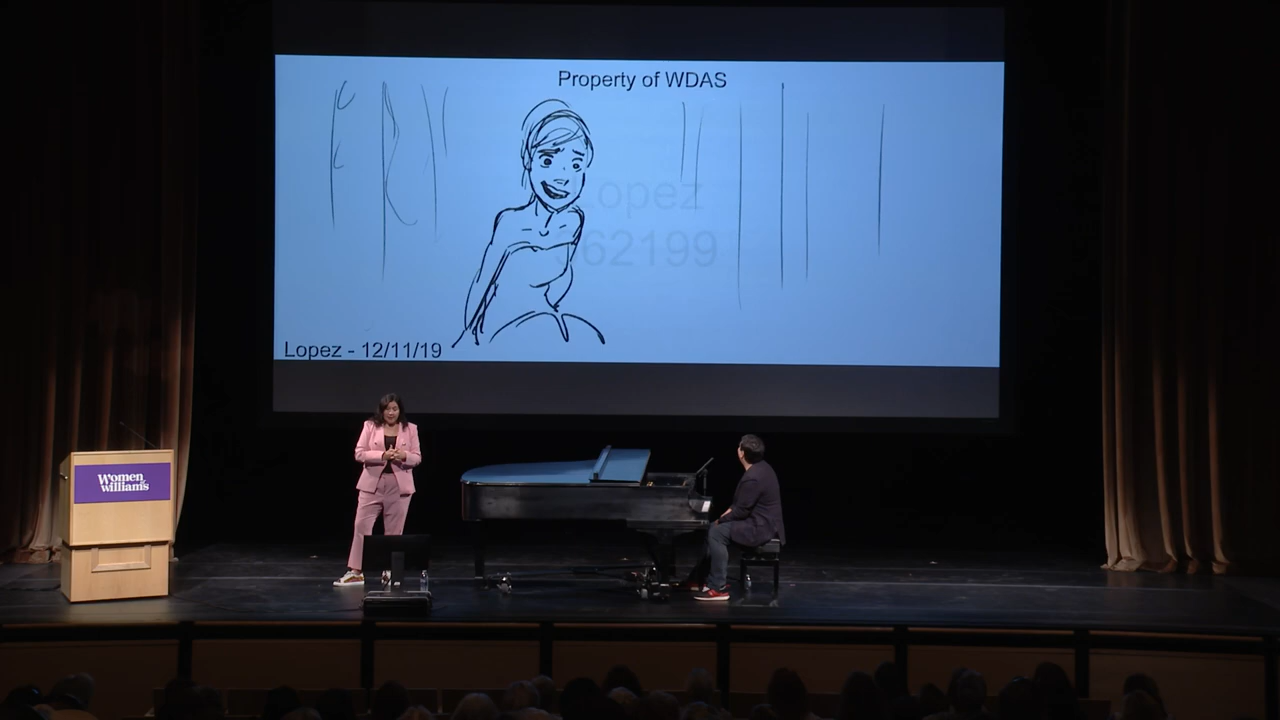 Property of WDAS
Lopez
362199
Lopez - 12/11/19
Women
williams